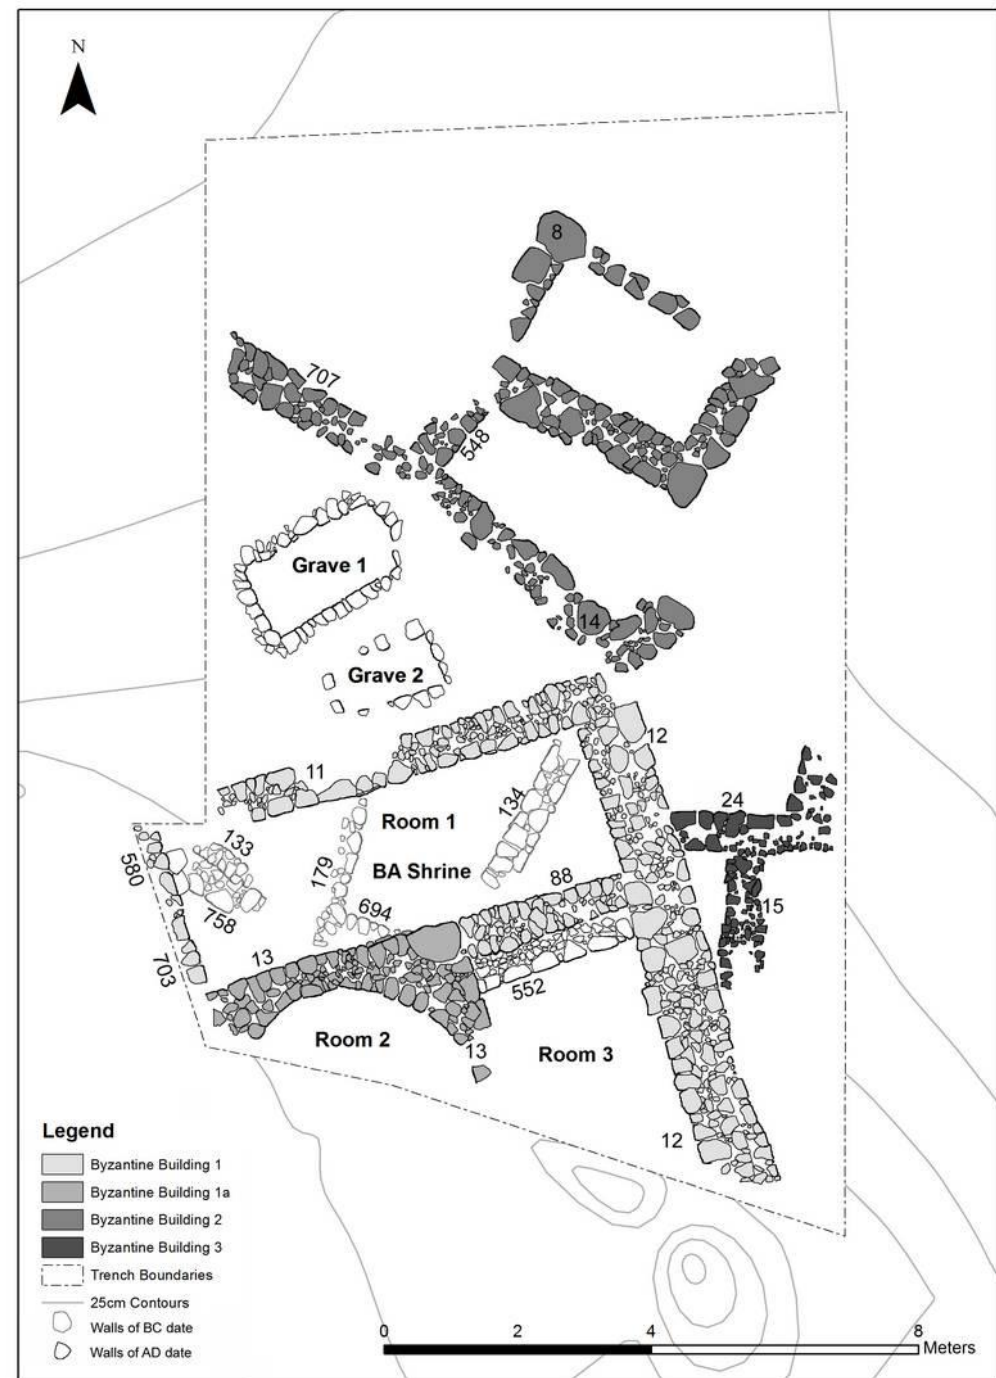 N
8
707
548
Grave 1
14
Grave 2
12
11
134
24
Room 1
133
179
BA Shrine
88
580
758
694
15
703
13
552
Room 2
13
Room 3
12
Legend
Byzantine Building 1
Byzantine Building 1a
Byzantine Building 2
Byzantine Building 3
Trench Boundaries
25cm Contours
Walls of BC date
Walls of AD date
0 2 4 8
Meters